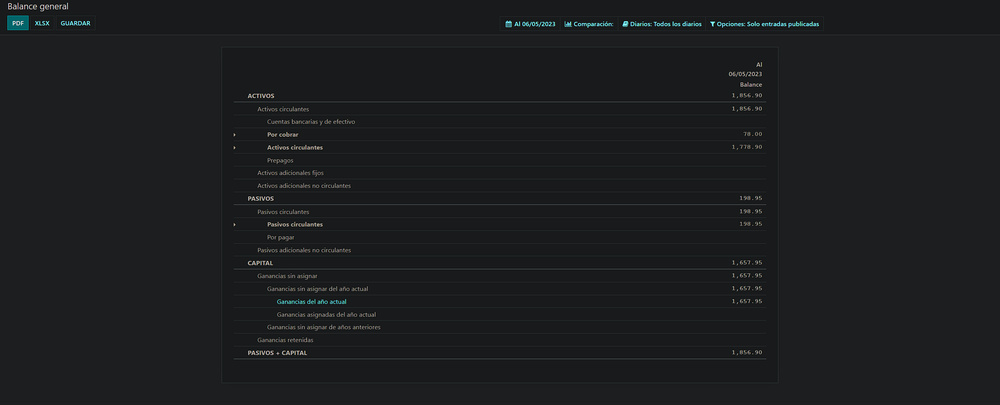 Balance general
PDF XLSX GUARDAR Al 06/05/2023 Comparación: Diarios: Todos los diarios Opciones: Solo entradas publicadas
Al
06/05/2023
Balance
ACTIVOS 1,856.90
Activos circulantes 1,856.90
Cuentas bancarias y de efectivo
Por cobrar 78.00
Activos circulantes 1,778.90
Prepagos
Activos adicionales fijos
Activos adicionales no circulantes
PASIVOS 198.95
Pasivos circulantes 198.95
Pasivos circulantes 198.95
Por pagar
Pasivos adicionales no circulantes
CAPITAL 1,657.95
Ganancias sin asignar 1,657.95
Ganancias sin asignar del año actual 1,657.95
Ganancias del año actual 1,657.95
Ganancias asignadas del año actual
Ganancias sin asignar de años anteriores
Ganancias retenidas
PASIVOS + CAPITAL 1,856.90